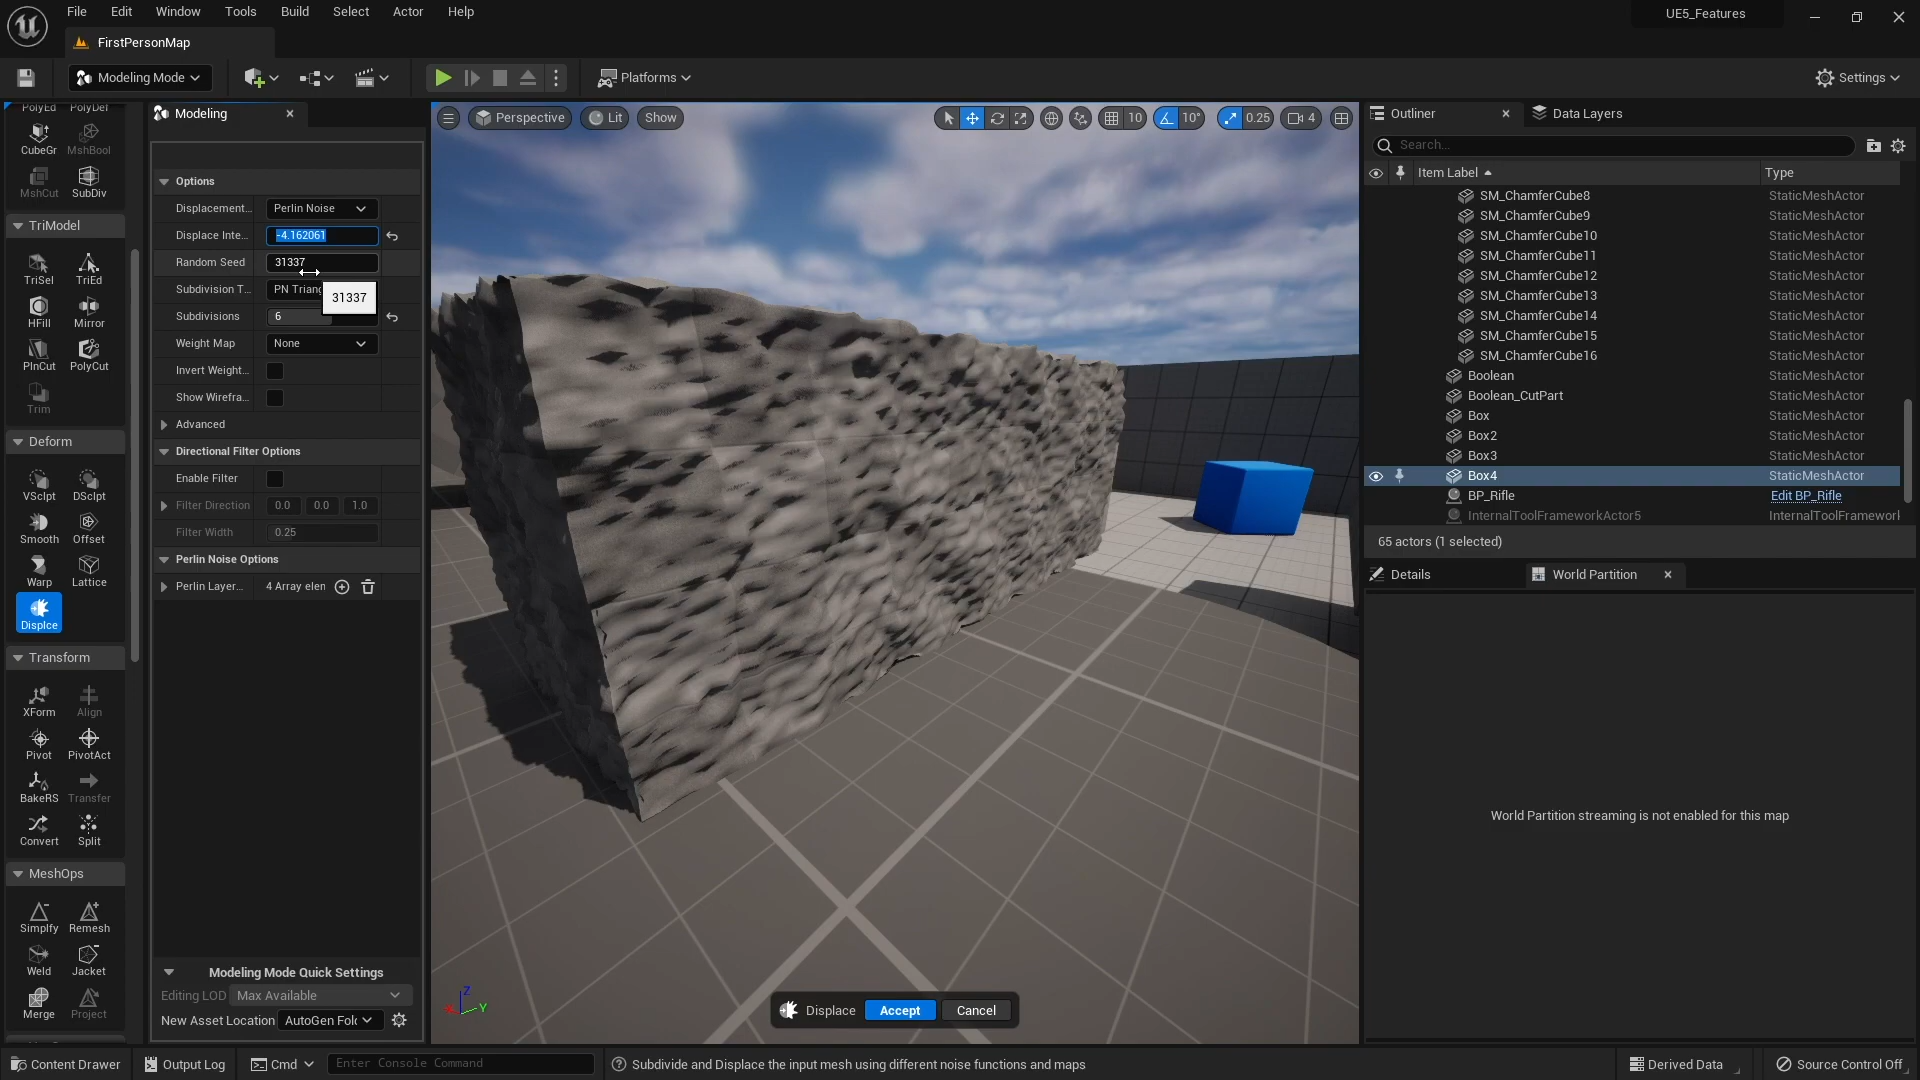 File Edit Window Tools Build Select Actor Help
UE5_Features
FirstPersonMap
Modeling Mode
Platforms
Settings
PolyEd PolyDef
CubeGr MshBool
MshCut SubDiv
TriModel
TriSel TriEd
HFill Mirror
PlnCut PolyCut
Trim
Deform
VSclpt DSclpt
Smooth Offset
Warp Lattice
Displce
Transform
XForm Align
Pivot PivotAct
BakeRS Transfer
Convert Split
MeshOps
Simplfy Remesh
Weld Jacket
Merge Project
Modeling
Options
Displacement... Perlin Noise
Displace Inte... -4.162061
Random Seed 31337
Subdivision T... PN Triang
31337
Subdivisions 6
Weight Map None
Invert Weight...
Show Wirefra...
Advanced
Directional Filter Options
Enable Filter
Filter Direction 0.0 0.0 1.0
Filter Width 0.25
Perlin Noise Options
Perlin Layer... 4 Array elen
Modeling Mode Quick Settings
Editing LOD Max Available
New Asset Location AutoGen Folc
Perspective Lit Show
10 10° 0.25 4
Z
Y
Displace Accept Cancel
Outliner Data Layers
Search...
Item Label Type
SM_ChamferCube8 StaticMeshActor
SM_ChamferCube9 StaticMeshActor
SM_ChamferCube10 StaticMeshActor
SM_ChamferCube11 StaticMeshActor
SM_ChamferCube12 StaticMeshActor
SM_ChamferCube13 StaticMeshActor
SM_ChamferCube14 StaticMeshActor
SM_ChamferCube15 StaticMeshActor
SM_ChamferCube16 StaticMeshActor
Boolean StaticMeshActor
Boolean_CutPart StaticMeshActor
Box StaticMeshActor
Box2 StaticMeshActor
Box3 StaticMeshActor
Box4 StaticMeshActor
BP_Rifle Edit BP_Rifle
InternalToolFrameworkActor5 InternalToolFramework
65 actors (1 selected)
Details World Partition
World Partition streaming is not enabled for this map
Content Drawer Output Log Cmd Enter Console Command Subdivide and Displace the input mesh using different noise functions and maps Derived Data Source Control Off